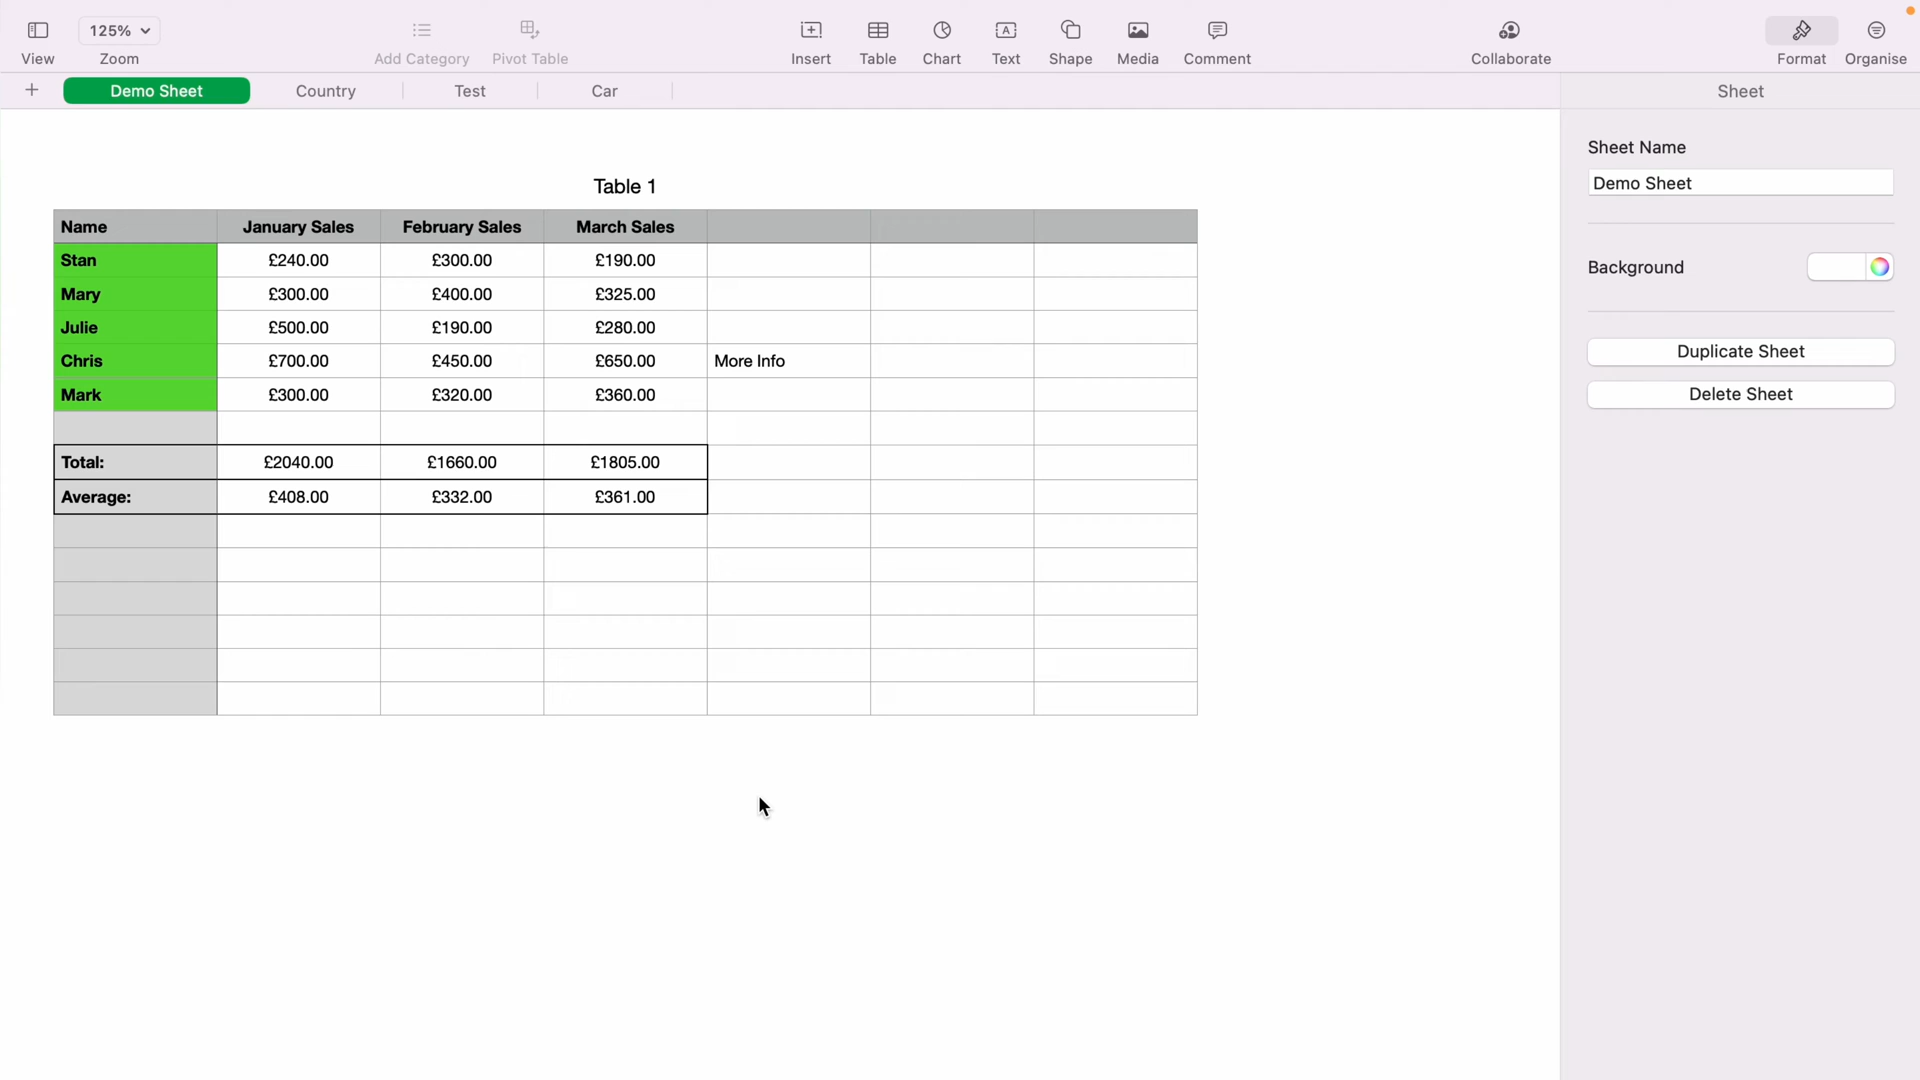 125%
View Zoom Add Category Pivot Table Insert Table Chart Text Shape Media Comment Collaborate Format Organise
Demo Sheet Country Test Car Sheet
Sheet Name
Demo Sheet
Background
Duplicate Sheet
Delete Sheet
Table 1
Name January Sales February Sales March Sales
Stan £240.00 £300.00 £190.00
Mary £300.00 £400.00 £325.00
Julie £500.00 £190.00 £280.00
Chris £700.00 £450.00 £650.00 More Info
Mark £300.00 £320.00 £360.00
Total: £2040.00 £1660.00 £1805.00
Average: £408.00 £332.00 £361.00